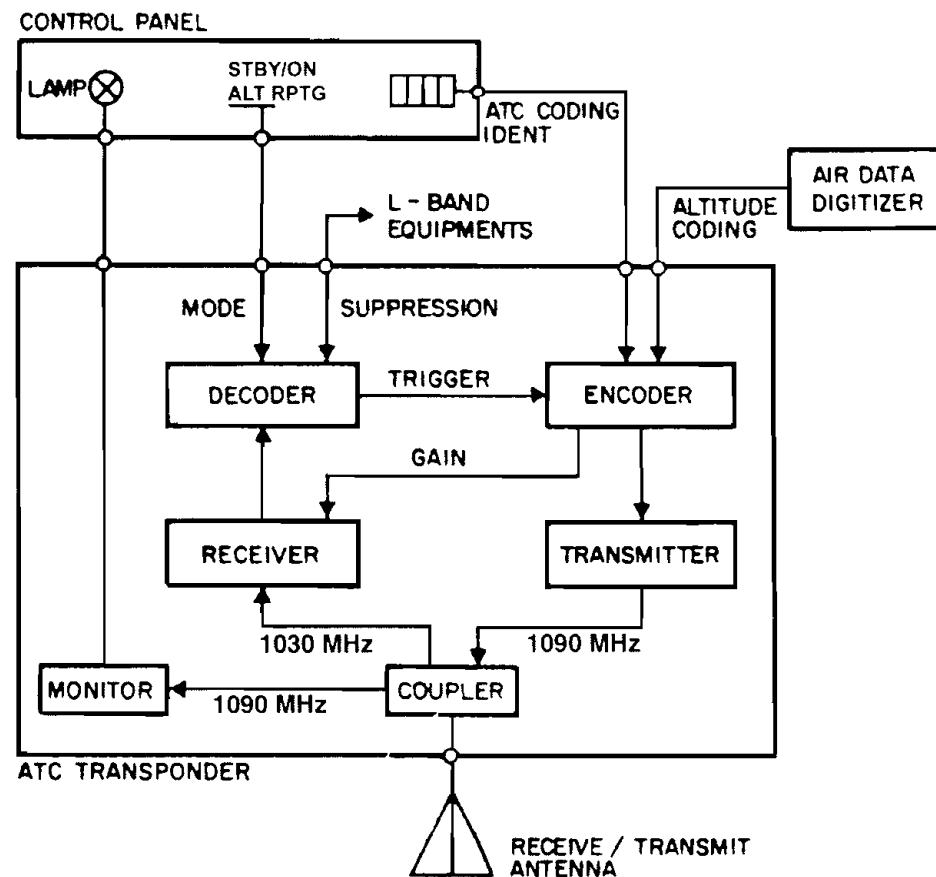 CONTROL PANEL
LAMP
STBY/ON
ALT RPTG
ATC CODING
IDENT
AIR DATA
DIGITIZER
L-BAND
EQUIPMENTS
ALTITUDE
CODING
MODE
SUPPRESSION
DECODER
TRIGGER
ENCODER
GAIN
RECEIVER
TRANSMITTER
1030 MHz
1090 MHz
MONITOR
1090 MHz
COUPLER
ATC TRANSPONDER
RECEIVE / TRANSMIT
ANTENNA